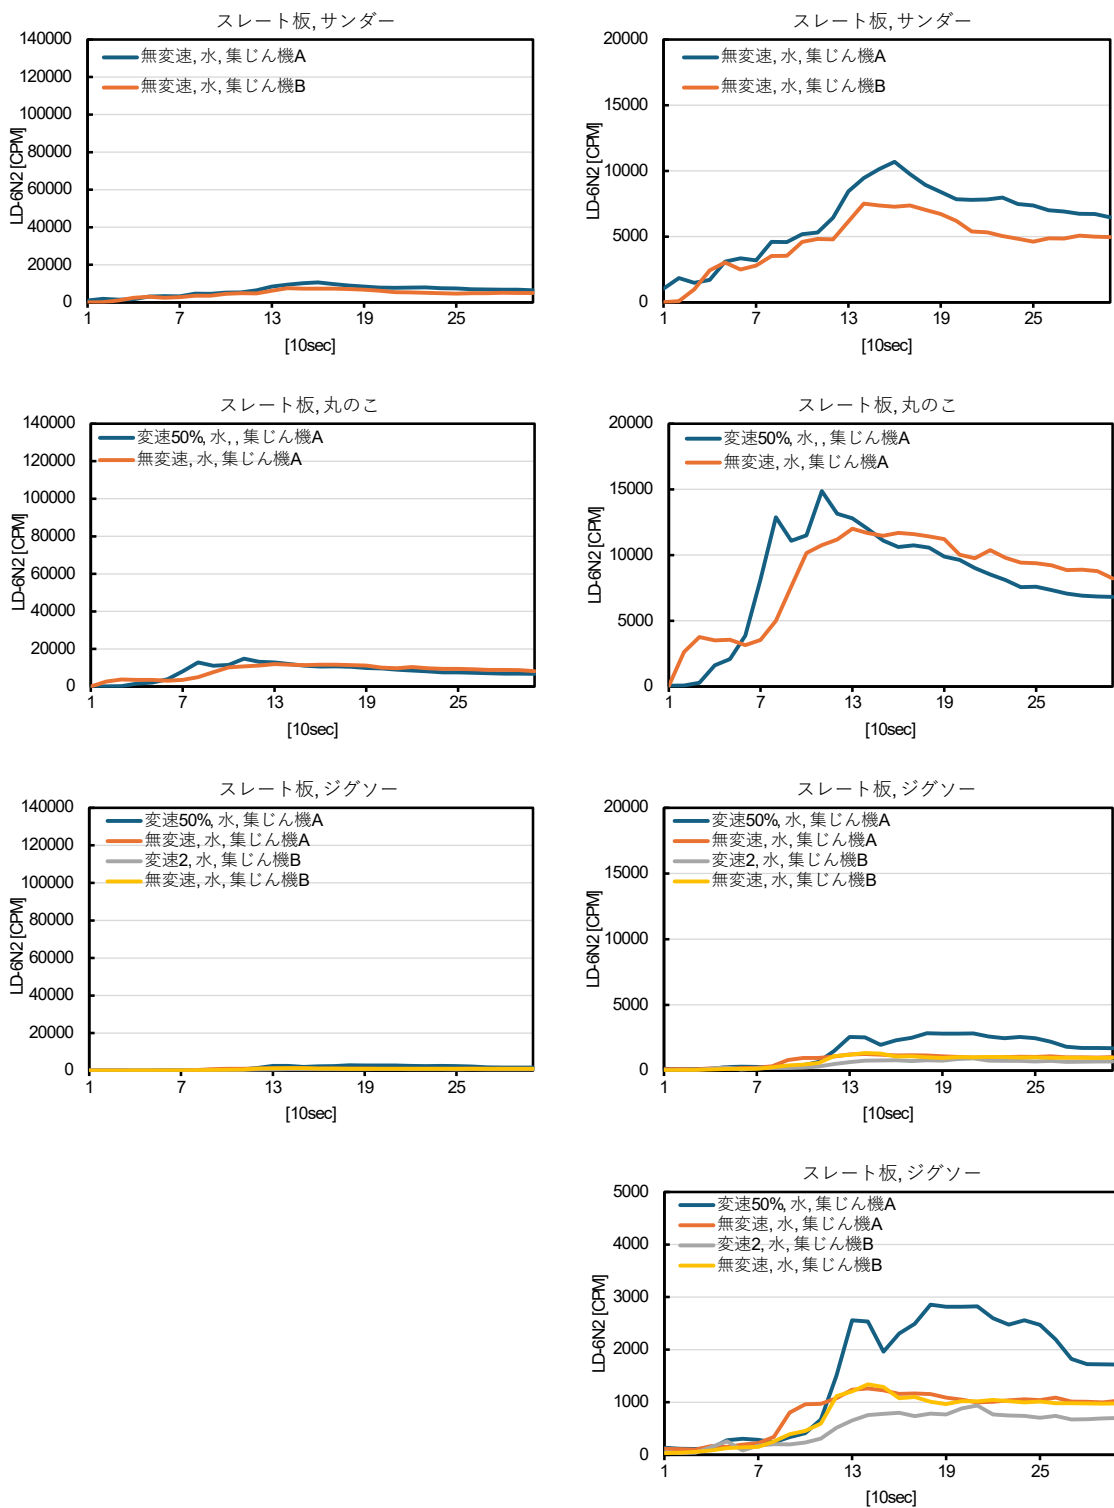 スレート板, サンダー
140000
120000
100000
80000
60000
40000
20000
0
LD-6N2 [CPM]
無変速, 水, 集じん機A
無変速, 水, 集じん機B
1 7 13 19 25
[10sec]
スレート板, サンダー
20000
15000
10000
5000
0
LD-6N2 [CPM]
無変速, 水, 集じん機A
無変速, 水, 集じん機B
1 7 13 19 25
[10sec]
スレート板, 丸のこ
140000
120000
100000
80000
60000
40000
20000
0
LD-6N2 [CPM]
変速50%, 水, , 集じん機A
無変速, 水, 集じん機A
1 7 13 19 25
[10sec]
スレート板, 丸のこ
20000
15000
10000
5000
0
LD-6N2 [CPM]
変速50%, 水, , 集じん機A
無変速, 水, 集じん機A
1 7 13 19 25
[10sec]
スレート板, ジグソー
140000
120000
100000
80000
60000
40000
20000
0
LD-6N2 [CPM]
変速50%, 水, 集じん機A
無変速, 水, 集じん機A
変速2, 水, 集じん機B
無変速, 水, 集じん機B
1 7 13 19 25
[10sec]
スレート板, ジグソー
20000
15000
10000
5000
0
LD-6N2 [CPM]
変速50%, 水, 集じん機A
無変速, 水, 集じん機A
変速2, 水, 集じん機B
無変速, 水, 集じん機B
1 7 13 19 25
[10sec]
スレート板, ジグソー
5000
4000
3000
2000
1000
0
LD-6N2 [CPM]
変速50%, 水, 集じん機A
無変速, 水, 集じん機A
変速2, 水, 集じん機B
無変速, 水, 集じん機B
1 7 13 19 25
[10sec]